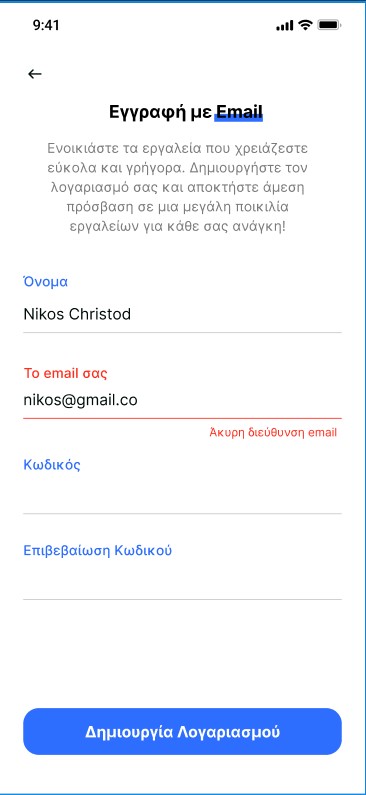 9:41
Εγγραφή με Email
Ενοικιάστε τα εργαλεία που χρειάζεστε
εύκολα και γρήγορα. Δημιουργήστε τον
λογαριασμό σας και αποκτήστε άμεση
πρόσβαση σε μια μεγάλη ποικιλία
εργαλείων για κάθε σας ανάγκη!
Όνομα
Nikos Christod
Το email σας
nikos@gmail.co
Άκυρη διεύθυνση email
Κωδικός
Επιβεβαίωση Κωδικού
Δημιουργία Λογαριασμού